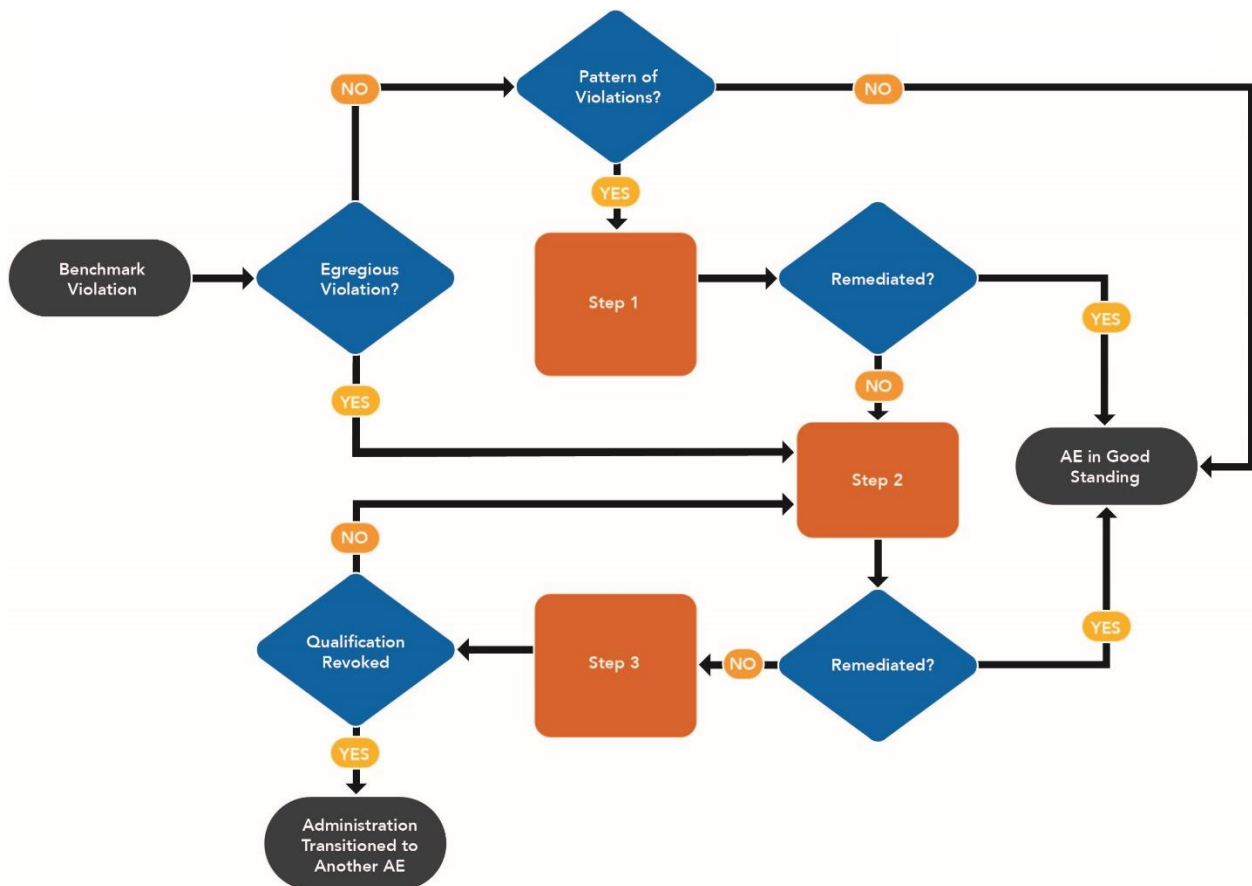 Pattern of
Violations?
NO
NO
YES
Benchmark
Violation
Egregious
Violation?
Step 1
Remediated?
YES
NO
YES
AE in Good
Standing
Step 2
NO
Qualification
Revoked
Step 3
NO
Remediated?
YES
YES
Administration
Transitioned to
Another AE